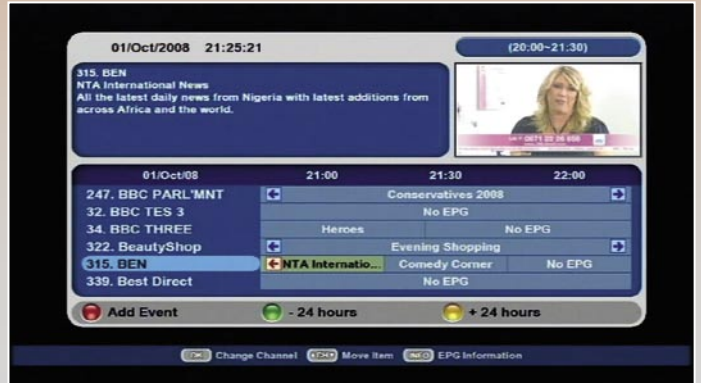 01/Oct/2008 21:25:21
(20:00~21:30)
315. BEN
NTA International News
All the latest daily news from Nigeria with latest additions from
across Africa and the world.
01/Oct/08 21:00 21:30 22:00
247. BBC PARL'MNT Conservatives 2008
32. BBC TES 3 No EPG
34. BBC THREE Heroes No EPG
322. BeautyShop Evening Shopping
315. BEN NTA Internatio... Comedy Corner No EPG
339. Best Direct No EPG
Add Event - 24 hours + 24 hours
OK Change Channel Move Item INFO EPG Information